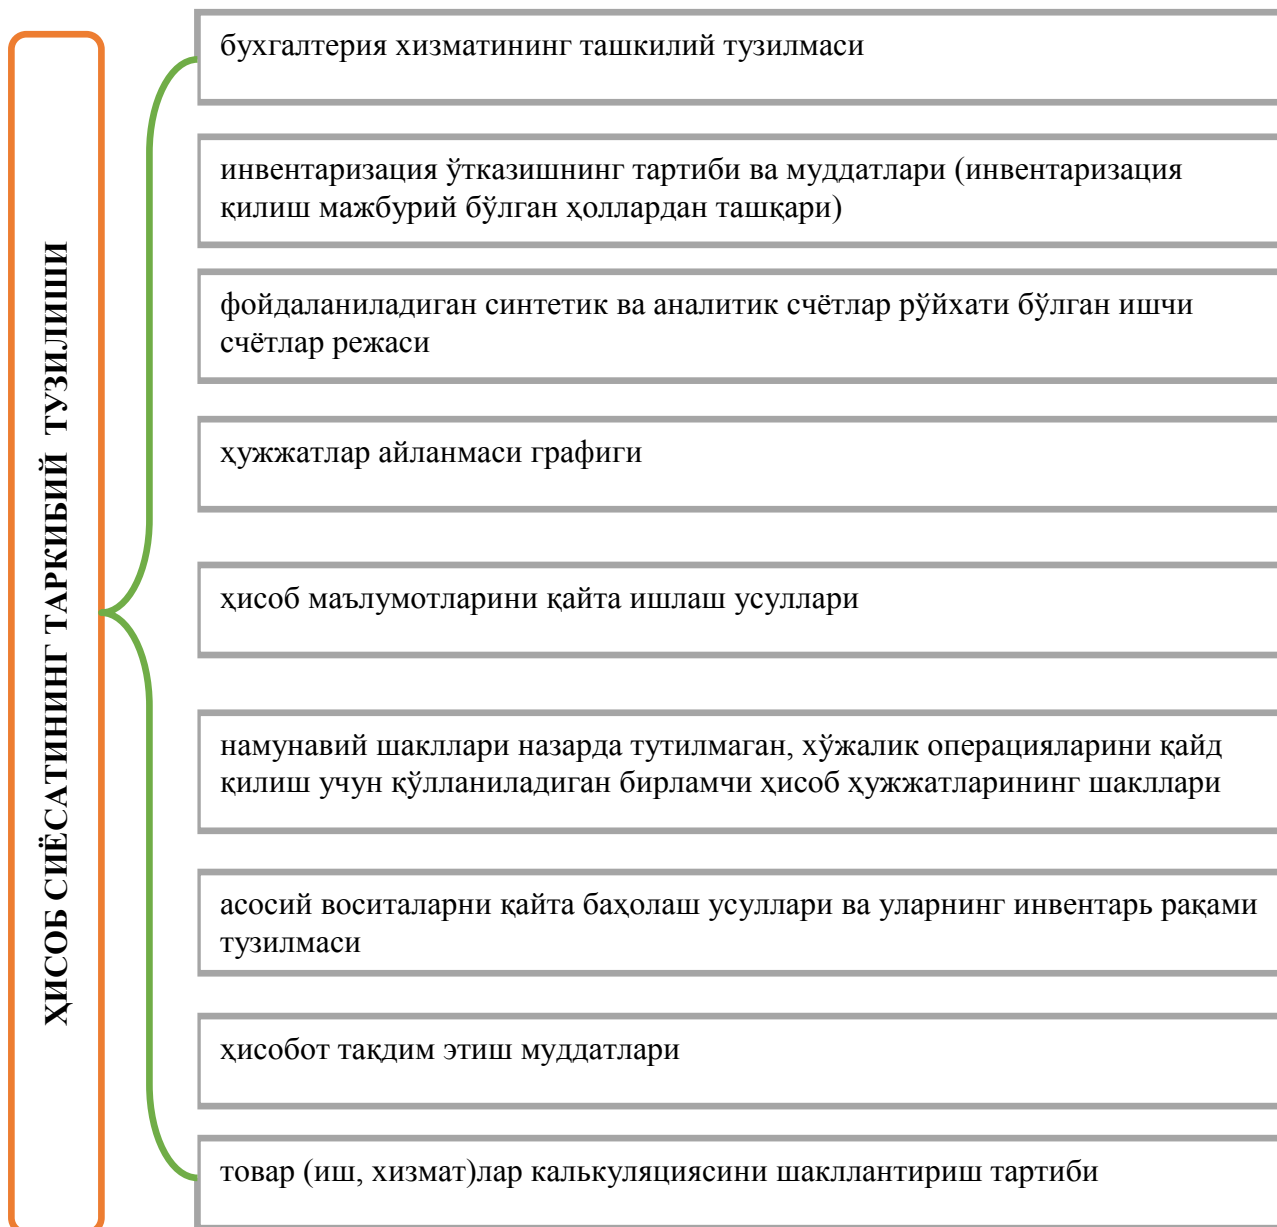 ҲИСОБ СИЁСАТИНИНГ ТАРКИБИЙ ТУЗИЛИШИ
бухгалтерия хизматининг ташкилий тузилмаси
инвентаризация ўтказишнинг тартиби ва муддатлари (инвентаризация
қилиш мажбурий бўлган ҳоллардан ташқари)
фойдаланиладиган синтетик ва аналитик счётлар рўйхати бўлган ишчи
счётлар режаси
ҳужжатлар айланмаси графиги
ҳисоб маълумотларини қайта ишлаш усуллари
намунавий шакллари назарда тутилмаган, хўжалик операцияларини қайд
қилиш учун қўлланиладиган бирламчи ҳисоб ҳужжатларининг шакллари
асосий воситаларни қайта баҳолаш усуллари ва уларнинг инвентарь рақами
тузилмаси
ҳисобот тақдим этиш муддатлари
товар (иш, хизмат)лар калькуляциясини шакллантириш тартиби